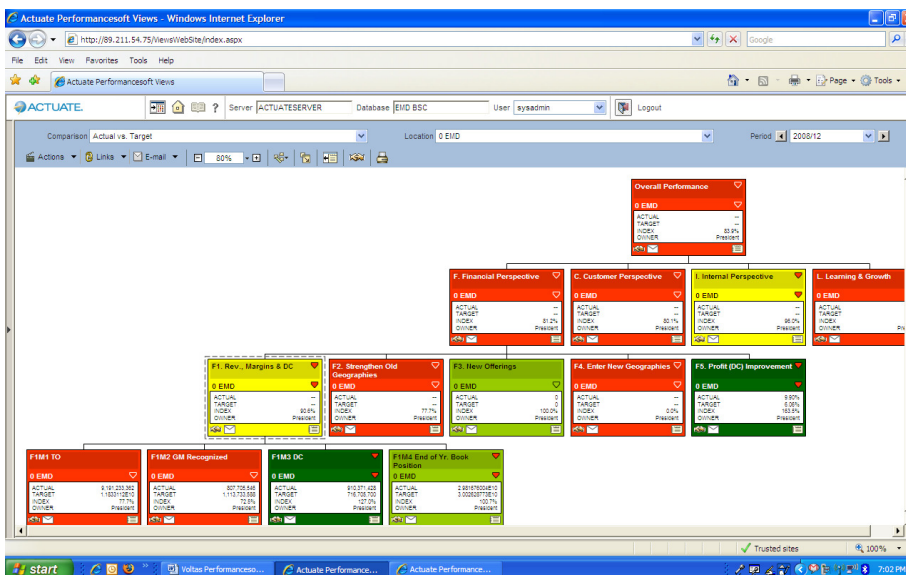 Actuate Performancesoft Views - Windows Internet Explorer
http://89.211.54.75/ViewsWebSite/index.aspx
Google
File Edit View Favorites Tools Help
Actuate Performancesoft Views
Page Tools
ACTUATE. ? Server ACTUATESERVER Database EMD BSC User sysadmin Logout
Comparison Actual vs. Target Location 0 EMD Period 2008/12
Actions Links E-mail 80%
Overall Performance
0 EMD
ACTUAL --
TARGET --
INDEX 83.9%
OWNER President
F. Financial Perspective
0 EMD
ACTUAL --
TARGET --
INDEX 81.2%
OWNER President
C. Customer Perspective
0 EMD
ACTUAL --
TARGET --
INDEX 80.1%
OWNER President
I. Internal Perspective
0 EMD
ACTUAL --
TARGET --
INDEX 96.0%
OWNER President
L. Learning & Growth
0 EMD
ACTUAL
TARGET
INDEX
OWNER
F1. Rev., Margins & DC
0 EMD
ACTUAL --
TARGET --
INDEX 90.6%
OWNER President
F2. Strengthen Old
Geographies
0 EMD
ACTUAL --
TARGET --
INDEX 77.7%
OWNER President
F3. New Offerings
0 EMD
ACTUAL 0
TARGET 0
INDEX 100.0%
OWNER President
F4. Enter New Geographies
0 EMD
ACTUAL --
TARGET --
INDEX 0.0%
OWNER President
F5. Profit (DC) Improvement
0 EMD
ACTUAL 9.90%
TARGET 6.06%
INDEX 163.5%
OWNER President
F1M1 TO
0 EMD
ACTUAL 9,191,233,362
TARGET 1.1833112E10
INDEX 77.7%
OWNER President
F1M2 GM Recognized
0 EMD
ACTUAL 807,705,546
TARGET 1,113,733,888
INDEX 72.5%
OWNER President
F1M3 DC
0 EMD
ACTUAL 910,371,428
TARGET 716,708,700
INDEX 127.0%
OWNER President
F1M4 End of Yr. Book
Position
0 EMD
ACTUAL 2.981676004E10
TARGET 3.002625773E10
INDEX 100.7%
OWNER President
Trusted sites 100%
start Voltas Performanceso... Actuate Performance... Actuate Performance... 7:02 PM